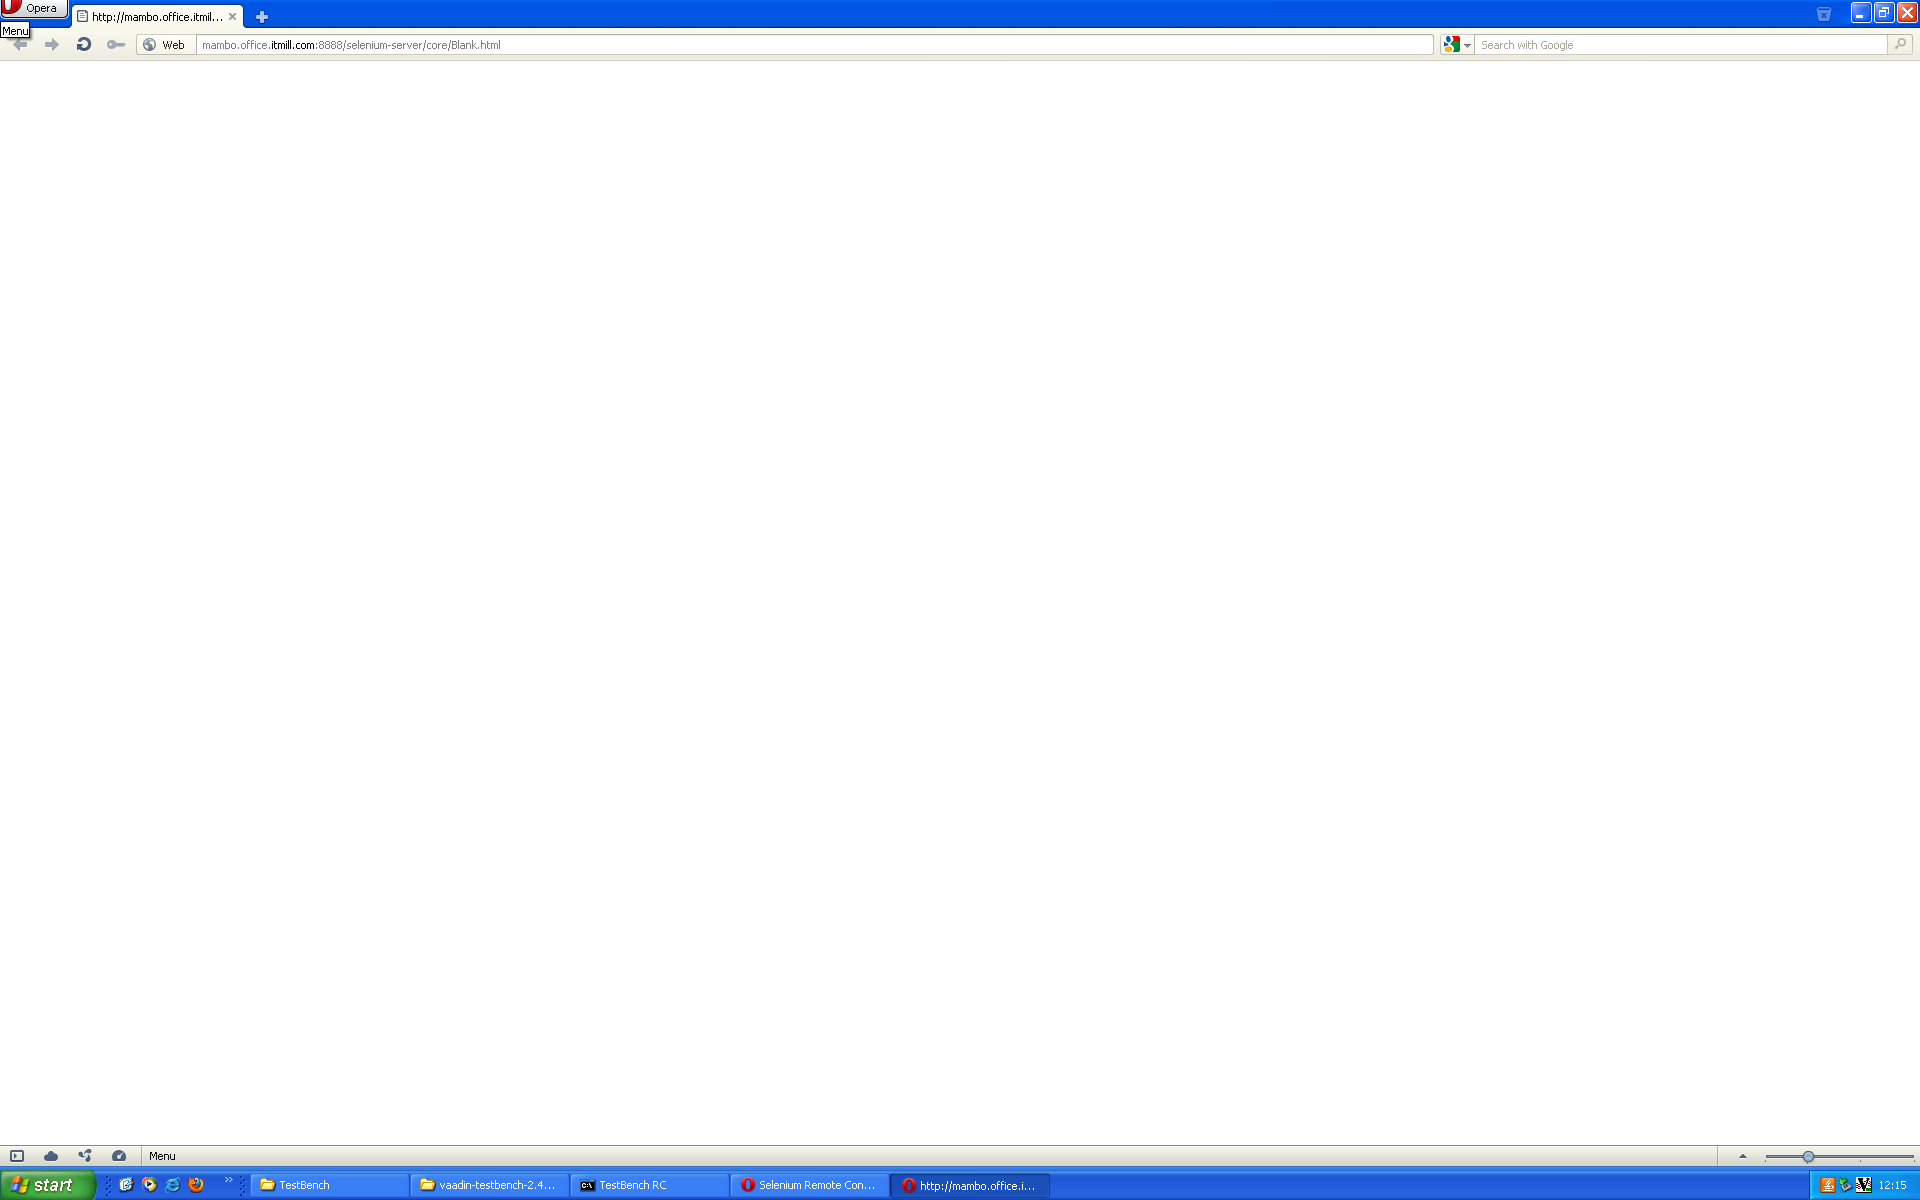 Opera
http://mambo.office.itmil...
Menu
Web
mambo.office.itmill.com:8888/selenium-server/core/Blank.html
Search with Google
Menu
start
TestBench
vaadin-testbench-2.4...
TestBench RC
Selenium Remote Con...
http://mambo.office.i...
12:15